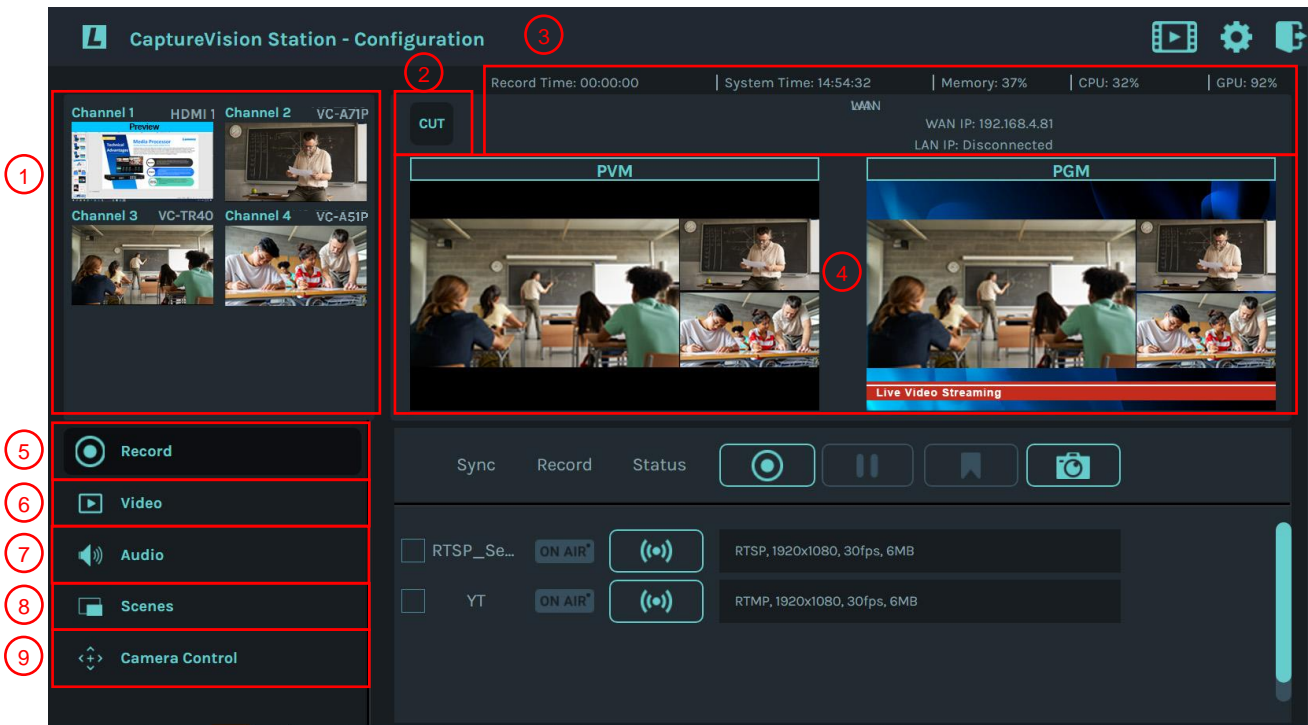 L CaptureVision Station - Configuration
3
2
Record Time: 00:00:00 | System Time: 14:54:32 | Memory: 37% | CPU: 32% | GPU: 92%
WAN IP: 192.168.4.81
LAN IP: Disconnected
CUT
1
Channel 1 HDMI 1 Channel 2 VC-A71P
Preview
Technical
Advantages
Media Processor
Channel 3 VC-TR40 Channel 4 VC-A51P
PVM PGM
4
Live Video Streaming
5 Record
6 Video
7 Audio
8 Scenes
9 Camera Control
Sync Record Status
RTSP_Se... ON AIR RTSP, 1920x1080, 30fps, 6MB
YT ON AIR RTMP, 1920x1080, 30fps, 6MB